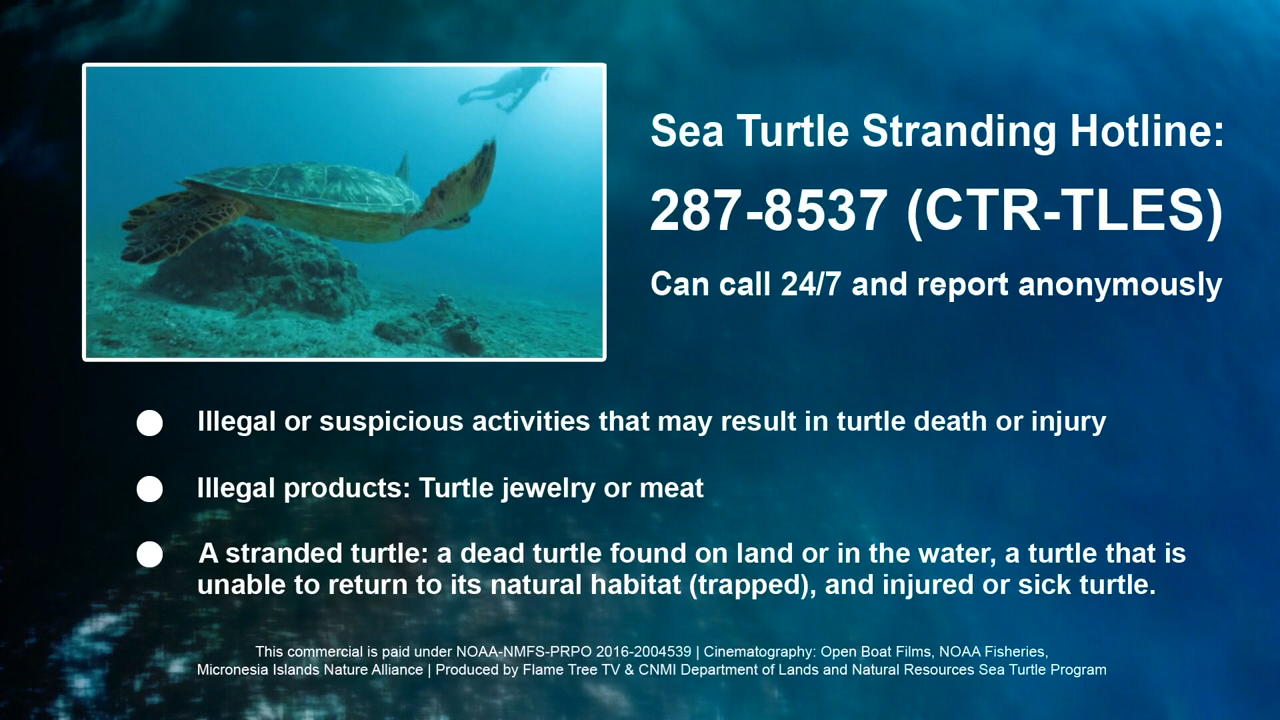 Sea Turtle Stranding Hotline:
287-8537 (CTR-TLES)
Can call 24/7 and report anonymously
Illegal or suspicious activities that may result in turtle death or injury
Illegal products: Turtle jewelry or meat
A stranded turtle: a dead turtle found on land or in the water, a turtle that is
unable to return to its natural habitat (trapped), and injured or sick turtle.
This commercial is paid under NOAA-NMFS-PRPO 2016-2004539 | Cinematography: Open Boat Films, NOAA Fisheries,
Micronesia Islands Nature Alliance | Produced by Flame Tree TV & CNMI Department of Lands and Natural Resources Sea Turtle Program